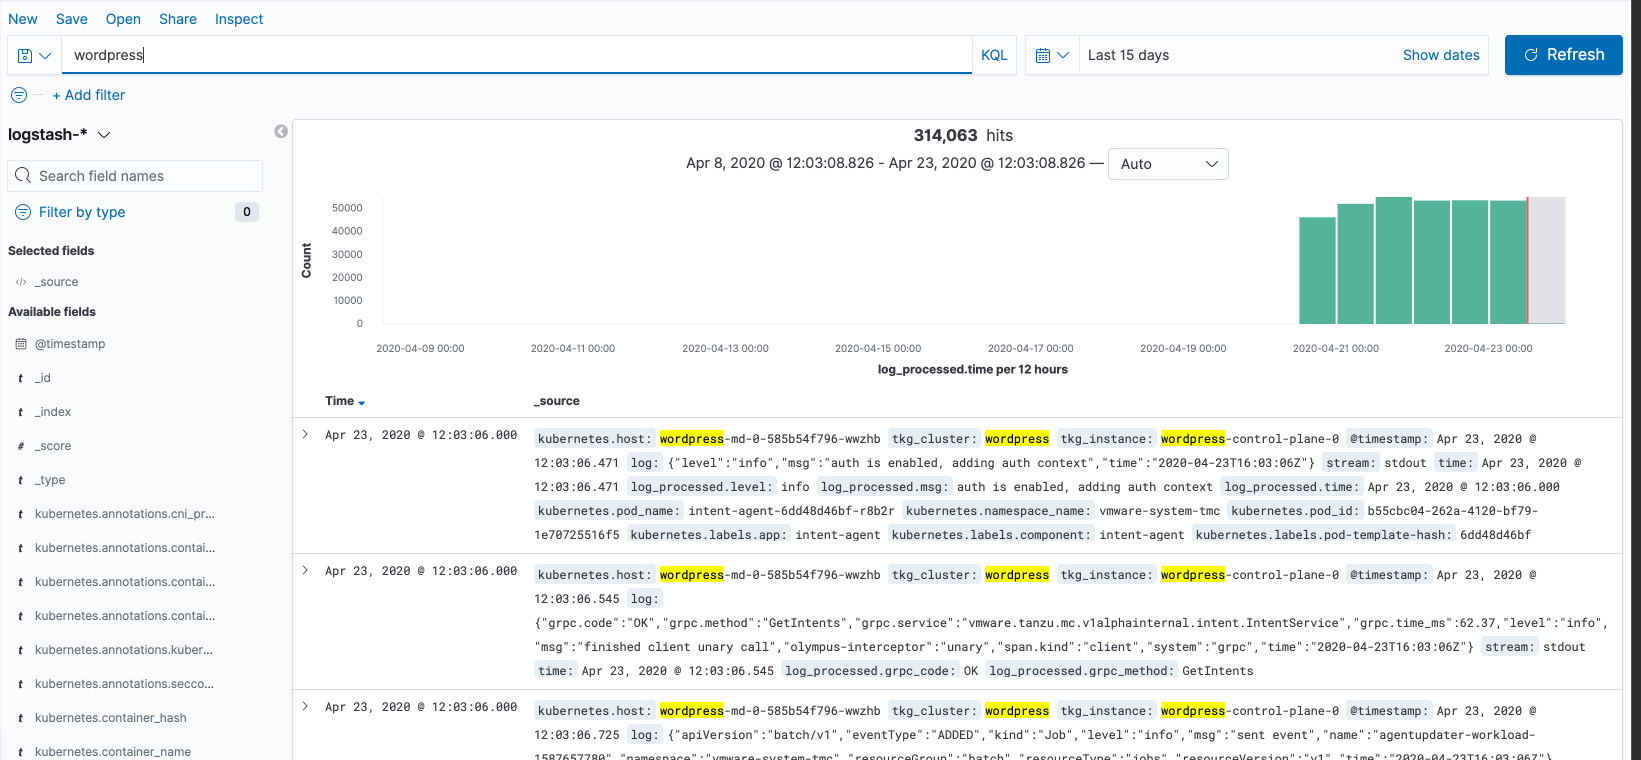 New Save Open Share Inspect
wordpress KQL Last 15 days Show dates Refresh
+ Add filter
logstash-*
Search field names
Filter by type 0
Selected fields
_source
Available fields
@timestamp
t _id
t _index
# _score
t _type
t kubernetes.annotations.cni_pr...
t kubernetes.annotations.contai...
t kubernetes.annotations.contai...
t kubernetes.annotations.contai...
t kubernetes.annotations.kuber...
t kubernetes.annotations.secco...
t kubernetes.container_hash
t kubernetes.container_name
314,063 hits
Apr 8, 2020 @ 12:03:08.826 - Apr 23, 2020 @ 12:03:08.826 — Auto
Count
50000
40000
30000
20000
10000
0
2020-04-09 00:00 2020-04-11 00:00 2020-04-13 00:00 2020-04-15 00:00 2020-04-17 00:00 2020-04-19 00:00 2020-04-21 00:00 2020-04-23 00:00
log_processed.time per 12 hours
Time _source
Apr 23, 2020 @ 12:03:06.000 kubernetes.host: wordpress-md-0-585b54f796-wwzhb tkg_cluster: wordpress tkg_instance: wordpress-control-plane-0 @timestamp: Apr 23, 2020 @
12:03:06.471 log: {"level":"info","msg":"auth is enabled, adding auth context","time":"2020-04-23T16:03:06Z"} stream: stdout time: Apr 23, 2020 @
12:03:06.471 log_processed.level: info log_processed.msg: auth is enabled, adding auth context log_processed.time: Apr 23, 2020 @ 12:03:06.000
kubernetes.pod_name: intent-agent-6dd48d46bf-r8b2r kubernetes.namespace_name: vmware-system-tmc kubernetes.pod_id: b55cbc04-262a-4120-bf79-
1e70725516f5 kubernetes.labels.app: intent-agent kubernetes.labels.component: intent-agent kubernetes.labels.pod-template-hash: 6dd48d46bf
Apr 23, 2020 @ 12:03:06.000 kubernetes.host: wordpress-md-0-585b54f796-wwzhb tkg_cluster: wordpress tkg_instance: wordpress-control-plane-0 @timestamp: Apr 23, 2020 @
12:03:06.545 log:
{"grpc.code":"OK","grpc.method":"GetIntents","grpc.service":"vmware.tanzu.mc.v1alphainternal.intent.IntentService","grpc.time_ms":62.37,"level":"info",
"msg":"finished client unary call","olympus-interceptor":"unary","span.kind":"client","system":"grpc","time":"2020-04-23T16:03:06Z"} stream: stdout
time: Apr 23, 2020 @ 12:03:06.545 log_processed.grpc_code: OK log_processed.grpc_method: GetIntents
Apr 23, 2020 @ 12:03:06.000 kubernetes.host: wordpress-md-0-585b54f796-wwzhb tkg_cluster: wordpress tkg_instance: wordpress-control-plane-0 @timestamp: Apr 23, 2020 @
12:03:06.725 log: {"apiVersion":"batch/v1","eventType":"ADDED","kind":"Job","level":"info","msg":"sent event","name":"agentupdater-workload-
1587657780","namespace":"vmware-system-tmc","resourceGroup":"batch","resourceType":"jobs","resourceVersion":"v1","time":"2020-04-23T16:03:06Z"}